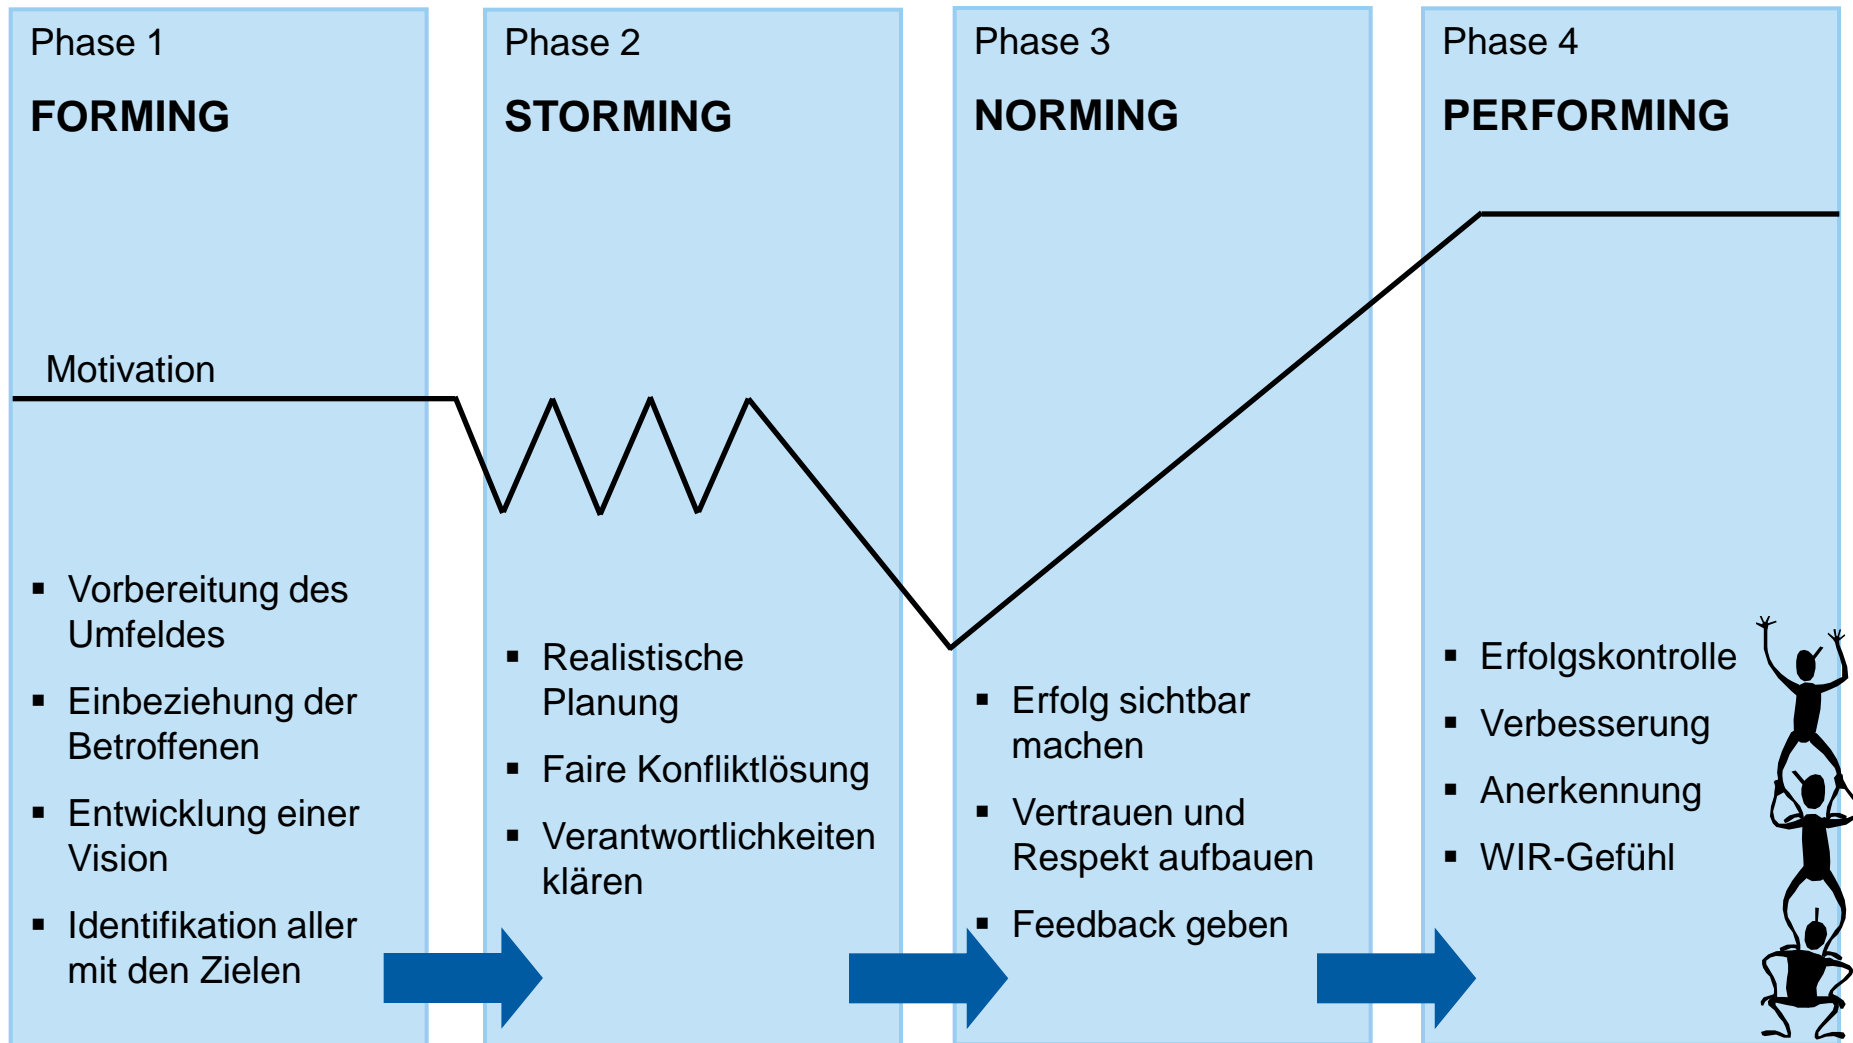 Phase 1
FORMING
Motivation
▪ Vorbereitung des
Umfeldes
▪ Einbeziehung der
Betroffenen
▪ Entwicklung einer
Vision
▪ Identifikation aller
mit den Zielen
Phase 2
STORMING
▪ Realistische
Planung
▪ Faire Konfliktlösung
▪ Verantwortlichkeiten
klären
Phase 3
NORMING
▪ Erfolg sichtbar
machen
▪ Vertrauen und
Respekt aufbauen
▪ Feedback geben
Phase 4
PERFORMING
▪ Erfolgskontrolle
▪ Verbesserung
▪ Anerkennung
▪ WIR-Gefühl